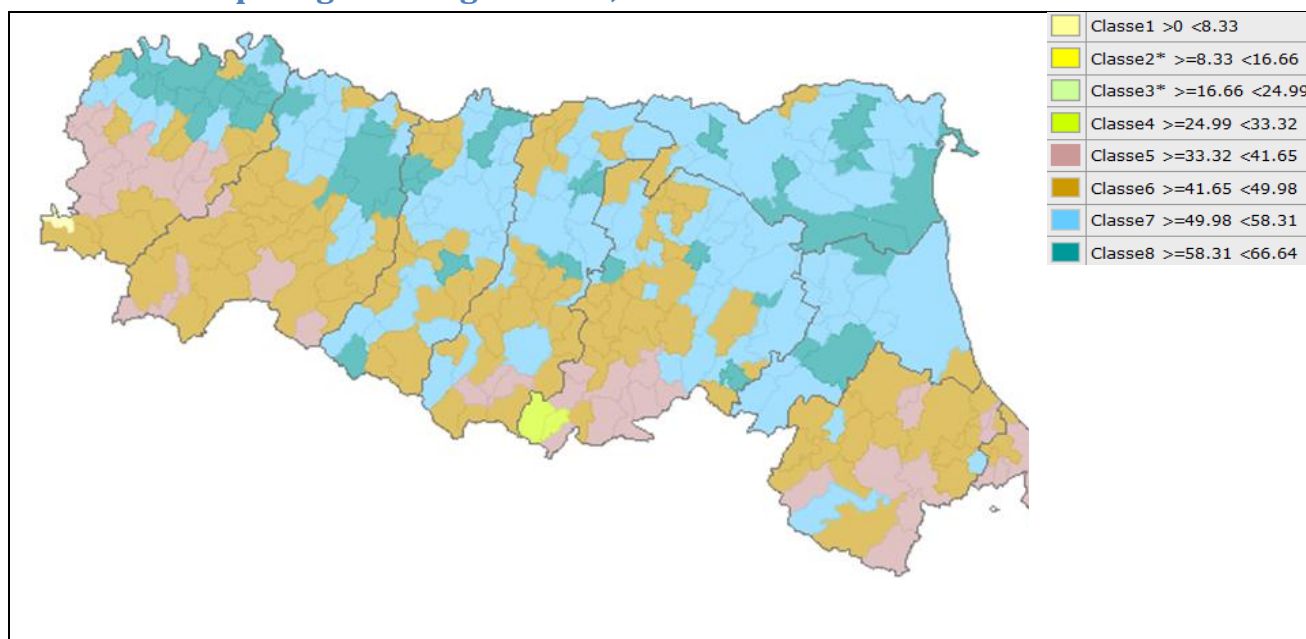 Classe1 >0 <8.33
Classe2* >=8.33 <16.66
Classe3* >=16.66 <24.99
Classe4 >=24.99 <33.32
Classe5 >=33.32 <41.65
Classe6 >=41.65 <49.98
Classe7 >=49.98 <58.31
Classe8 >=58.31 <66.64